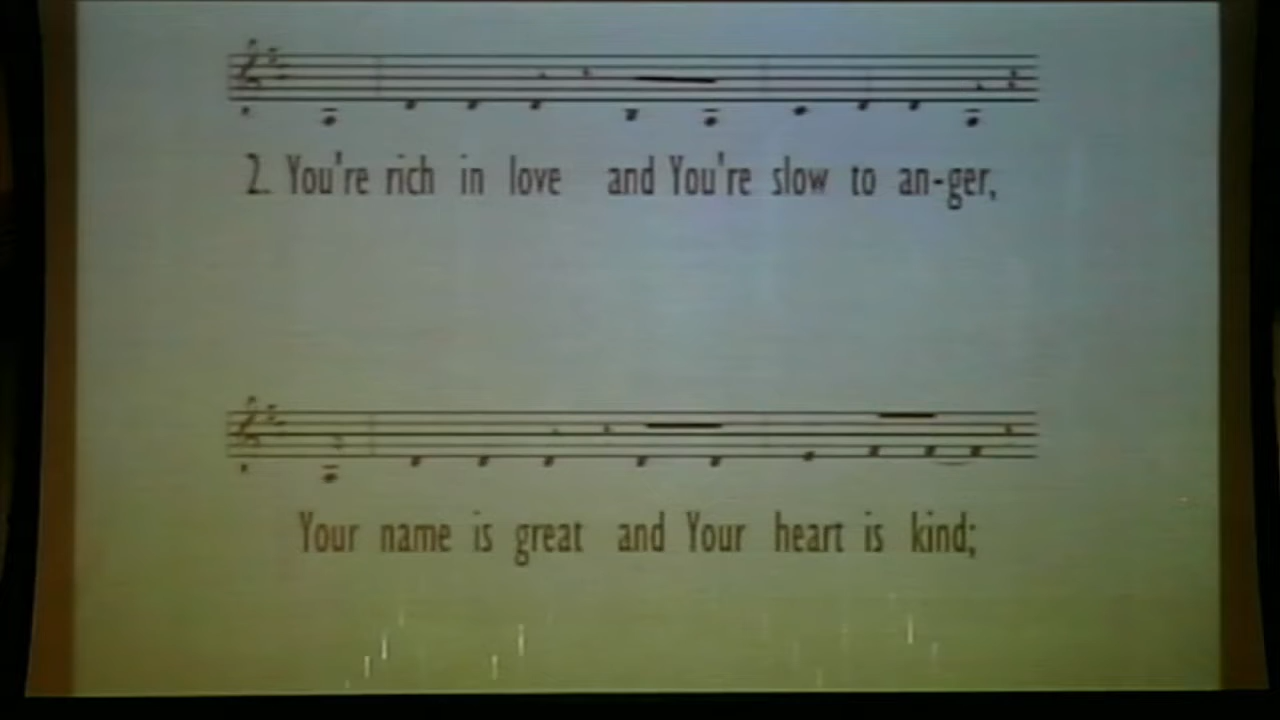 2. You're rich in love and You're slow to an-ger,
Your name is great and Your heart is kind;